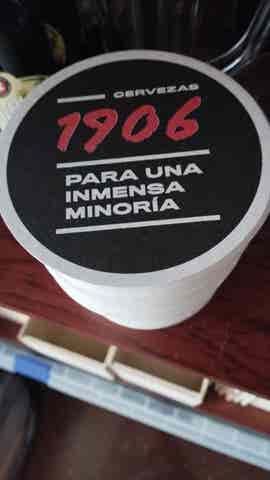 CERVEZAS
1906
PARA UNA
INMENSA
MINORÍA